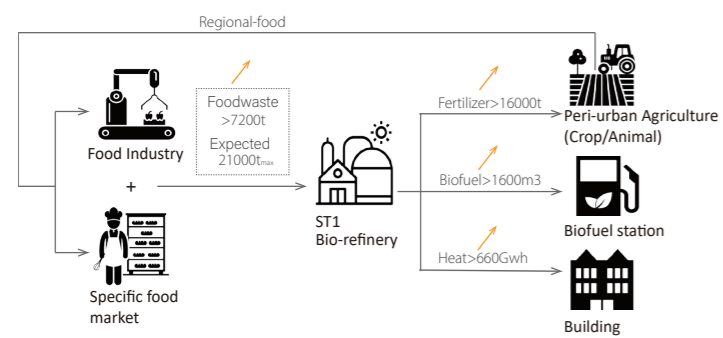 Regional-food
Foodwaste
>7200t
Expected
21000tmax
Food Industry
+
Specific food
market
ST1
Bio-refinery
Fertilizer>16000t
Biofuel>1600m3
Heat>660Gwh
Peri-urban Agriculture
(Crop/Animal)
Biofuel station
Building